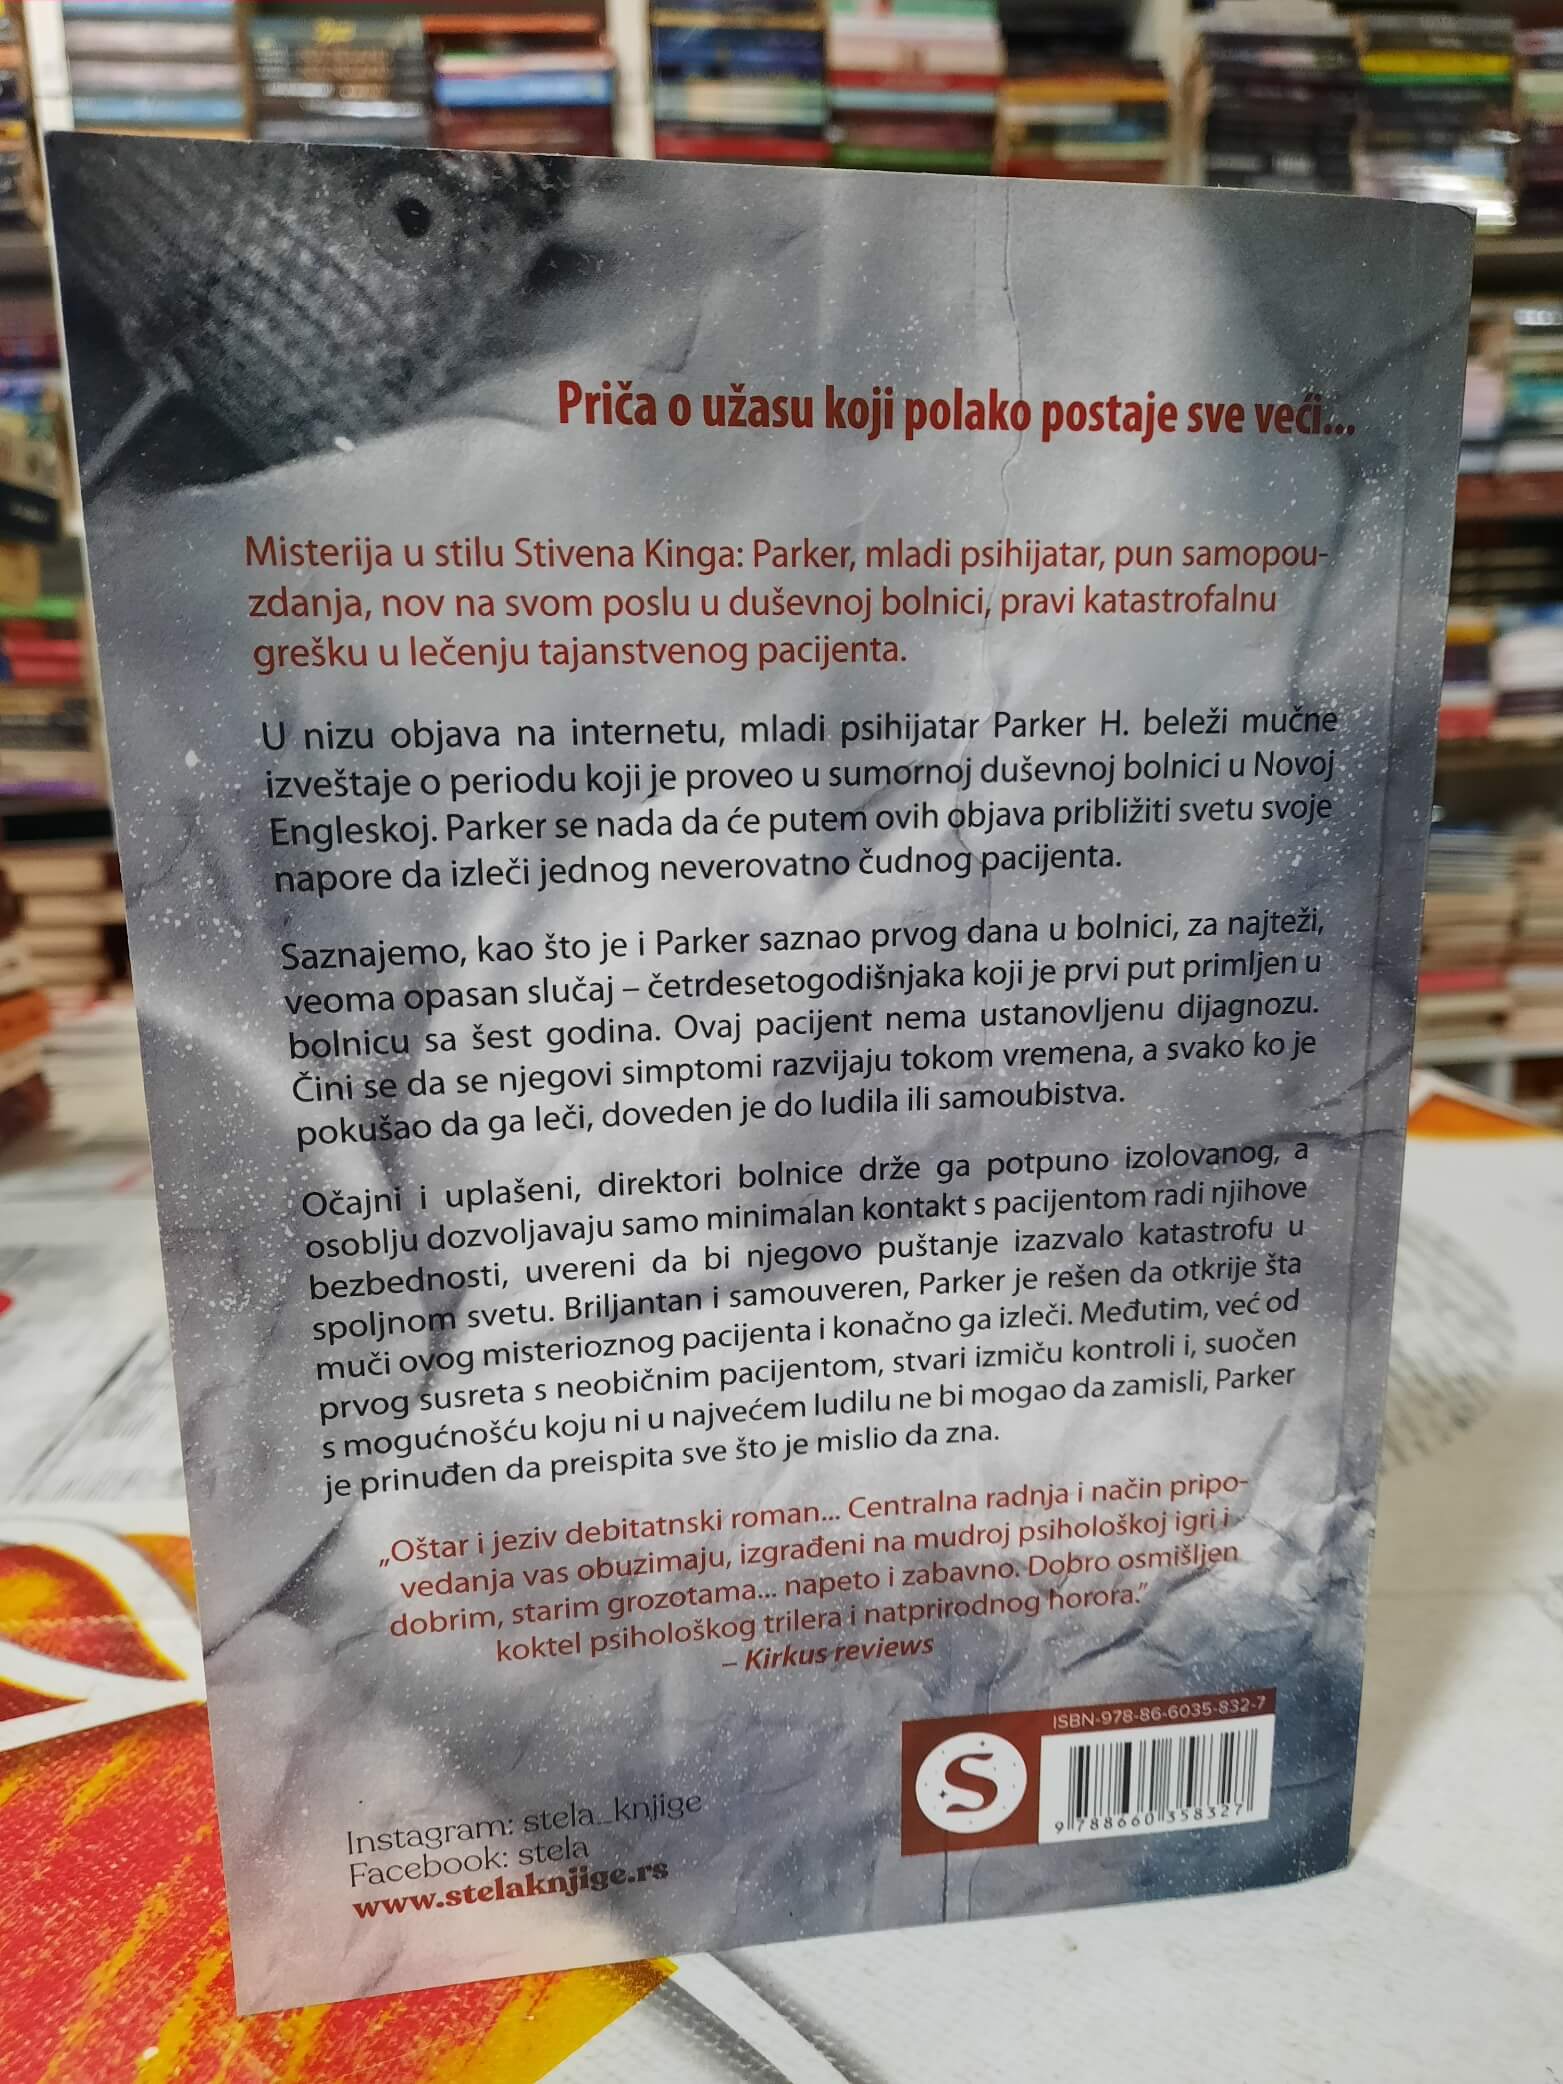 Priča o užasu koji polako postaje sve veći...
Misterija u stilu Stivena Kinga: Parker, mladi psihijatar, pun samopou-
zdanja, nov na svom poslu u duševnoj bolnici, pravi katastrofalnu
grešku u lečenju tajanstvenog pacijenta.
U nizu objava na internetu, mladi psihijatar Parker H. beleži mučne
izveštaje o periodu koji je proveo u sumornoj duševnoj bolnici u Novoj
Engleskoj. Parker se nada da će putem ovih objava približiti svetu svoje
napore da izleči jednog neverovatno čudnog pacijenta.
Saznajemo, kao što je i Parker saznao prvog dana u bolnici, za najteži,
veoma opasan slučaj – četrdesetogodišnjaka koji je prvi put primljen u
bolnicu sa šest godina. Ovaj pacijent nema ustanovljenu dijagnozu.
Čini se da se njegovi simptomi razvijaju tokom vremena, a svako ko je
pokušao da ga leči, doveden je do ludila ili samoubistva.
Očajni i uplašeni, direktori bolnice drže ga potpuno izolovanog, a
osoblju dozvoljavaju samo minimalan kontakt s pacijentom radi njihove
bezbednosti, uvereni da bi njegovo puštanje izazvalo katastrofu u
spoljnom svetu. Briljantan i samouveren, Parker je rešen da otkrije šta
muči ovog misterioznog pacijenta i konačno ga izleči. Međutim, već od
prvog susreta s neobičnim pacijentom, stvari izmiču kontroli i, suočen
s mogućnošću koju ni u najvećem ludilu ne bi mogao da zamisli, Parker
je prinuđen da preispita sve što je mislio da zna.
„Oštar i jeziv debitatnski roman... Centralna radnja i način pripo-
vedanja vas obuzimaju, izgrađeni na mudroj psihološkoj igri i
dobrim, starim grozotama... napeto i zabavno. Dobro osmišljen
koktel psihološkog trilera i natprirodnog horora.”
– Kirkus reviews
ISBN-978-86-6035-832-7
S
9 788660 358327
Instagram: stela_knjige
Facebook: stela
www.stelaknjige.rs